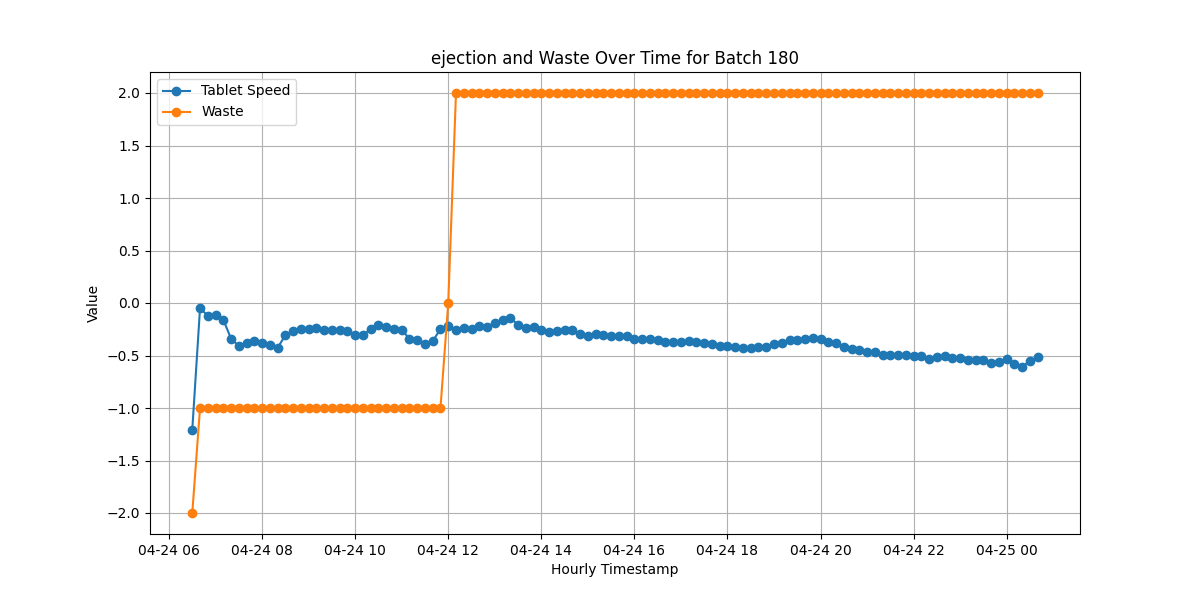 ejection and Waste Over Time for Batch 180
Tablet Speed
Waste
2.0
1.5
1.0
0.5
0.0
−0.5
−1.0
−1.5
−2.0
Value
04-24 06 04-24 08 04-24 10 04-24 12 04-24 14 04-24 16 04-24 18 04-24 20 04-24 22 04-25 00
Hourly Timestamp